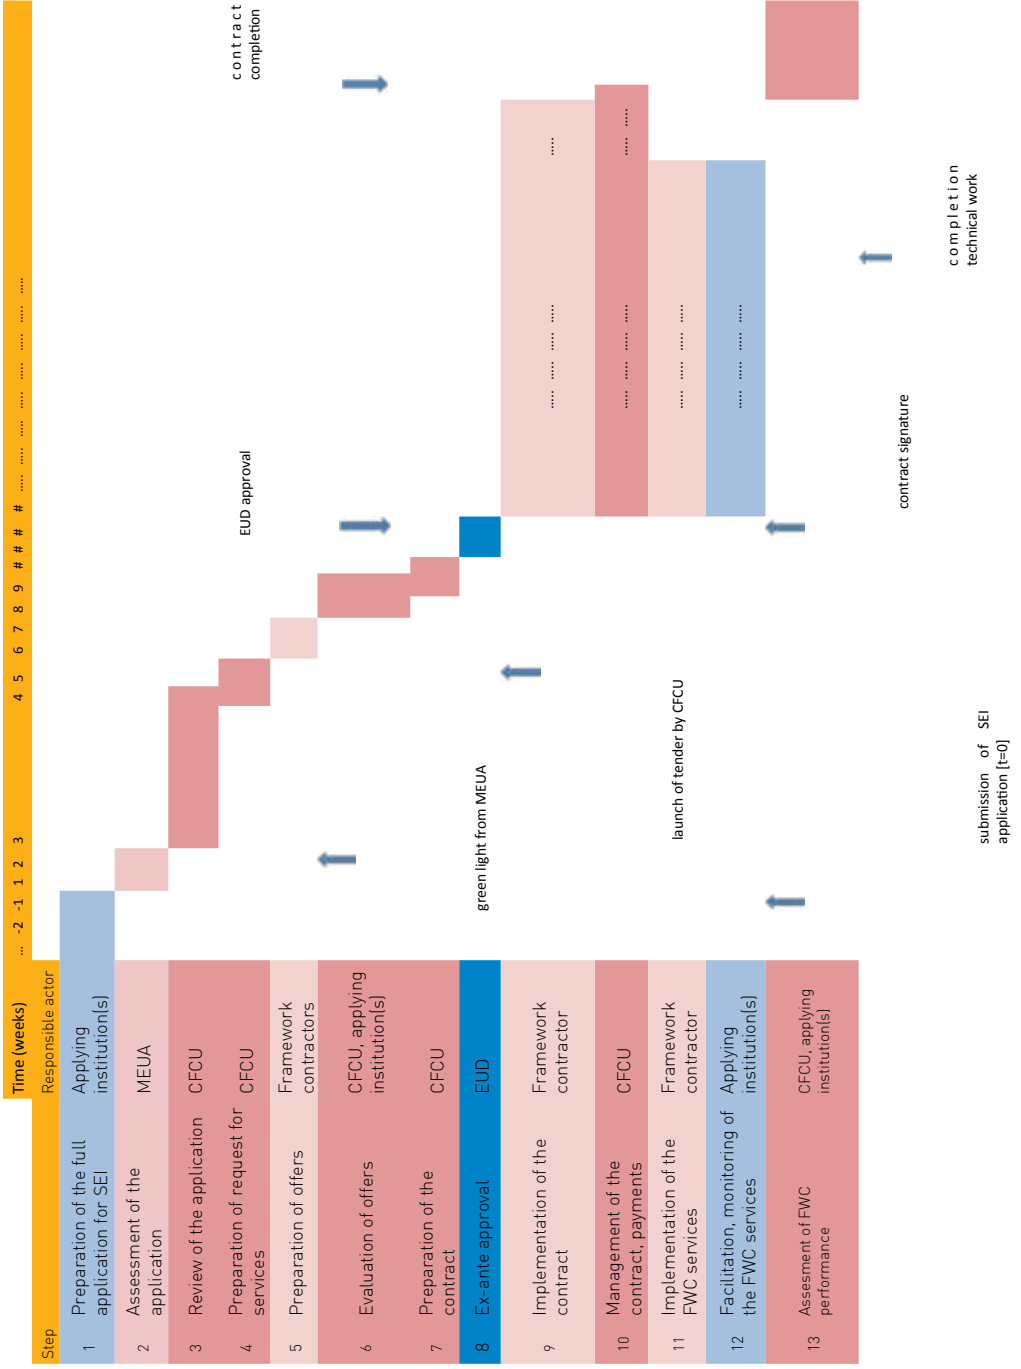 Time (weeks) ... -2 -1 1 2 3 4 5 6 7 8 9 # # # # ..... ..... ..... ..... ..... ..... ..... .....
Step Responsible actor
1 Preparation of the full Applying
application for SEI institution(s)
2 Assessment of the MEUA
application
3 Review of the application CFCU
4 Preparation of request for CFCU
services
5 Preparation of offers Framework
contractors
6 Evaluation of offers CFCU, applying
institution(s)
7 Preparation of the CFCU
contract
8 Ex-ante approval EUD
9 Implementation of the Framework
contract contractor
..... ..... ..... ..... .....
10 Management of the CFCU
contract, payments
..... ..... ..... ..... ..... .....
11 Implementation of the Framework
FWC services contractor
..... ..... ..... .....
12 Facilitation, monitoring of Applying
the FWC services institution(s)
..... ..... ..... .....
13 Assesment of FWC CFCU, applying
performance institution(s)
contract
completion
EUD approval
green light from MEUA
launch of tender by CFCU
contract signature
completion
technical work
submission of SEI
application [t=0]